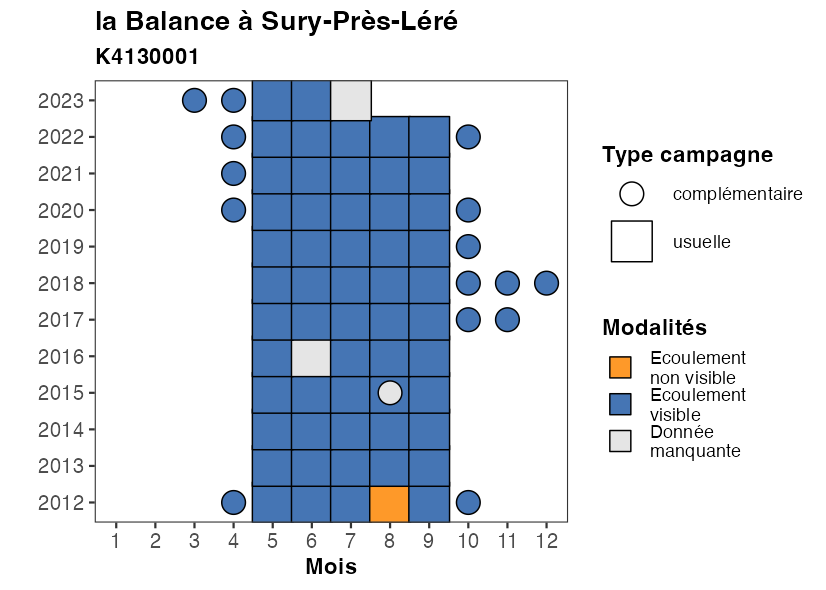 la Balance à Sury-Près-Léré
K4130001
2023
2022
2021
2020
2019
2018
2017
2016
2015
2014
2013
2012
1 2 3 4 5 6 7 8 9 10 11 12
Mois
Type campagne
complémentaire
usuelle
Modalités
Ecoulement
non visible
Ecoulement
visible
Donnée
manquante